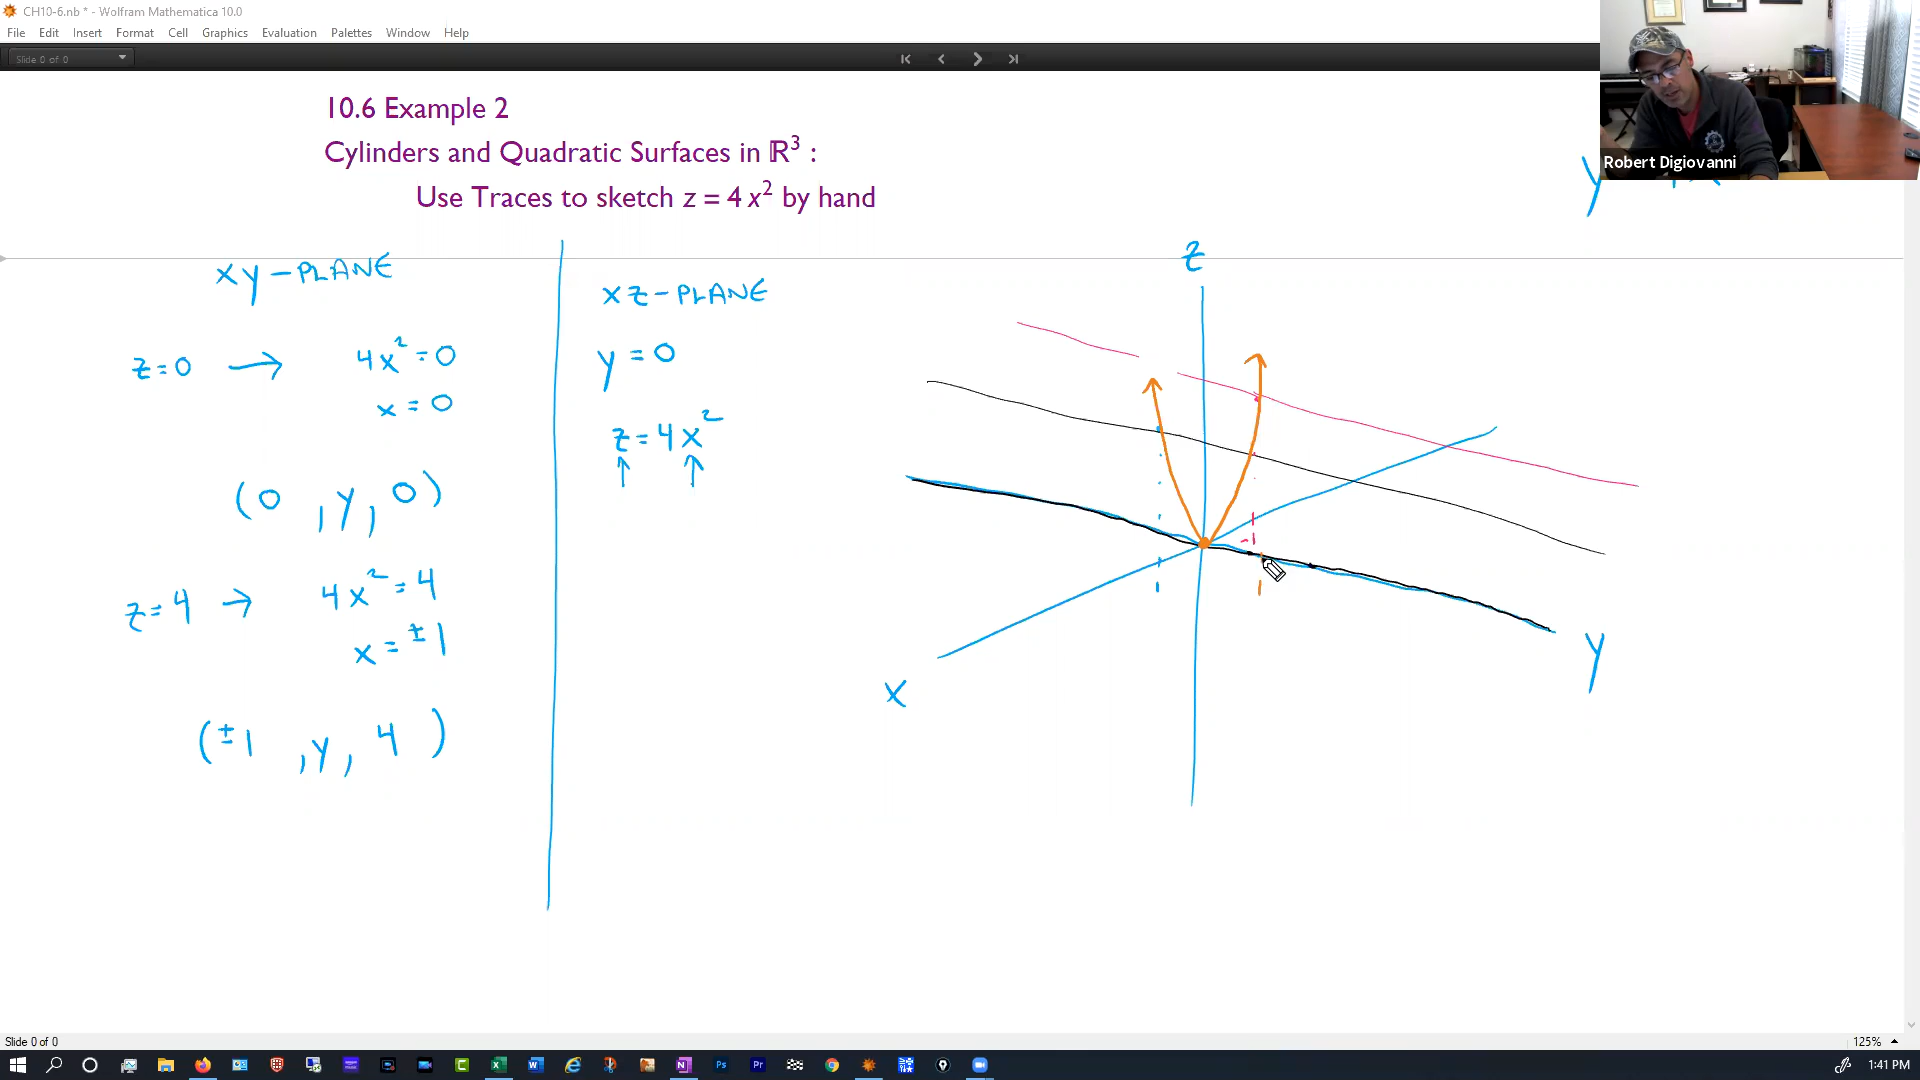 CH10-6.nb * - Wolfram Mathematica 10.0
File Edit Insert Format Cell Graphics Evaluation Palettes Window Help
Slide 0 of 0
10.6 Example 2
Cylinders and Quadratic Surfaces in ℝ³ :
Use Traces to sketch z = 4 x² by hand
Robert Digiovanni
y
xy-PLANE
z=0 → 4x²=0
x=0
(0, y, 0)
z=4 → 4x²=4
x=±1
(±1, y, 4)
xz-PLANE
y=0
z=4x²
↑ ↑
z
-1
1
1
x
y
Slide 0 of 0
125%
1:41 PM